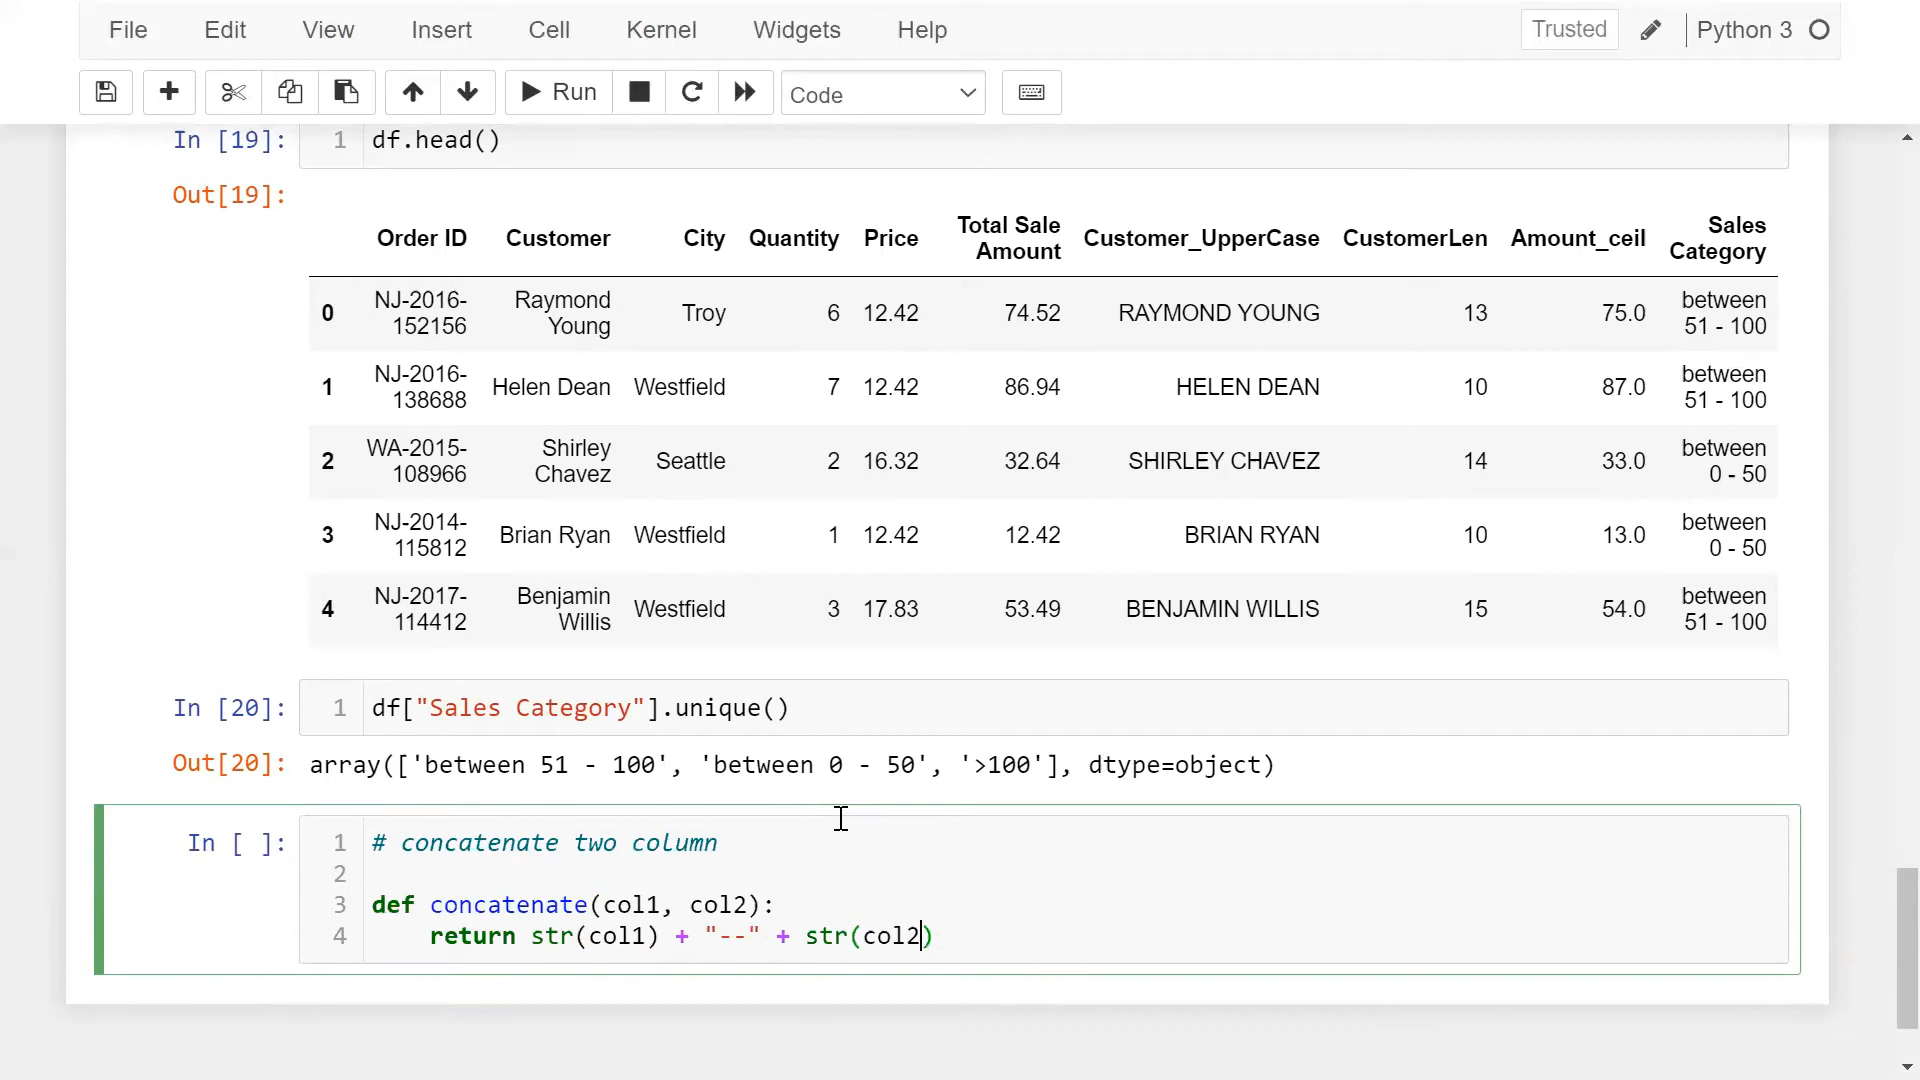 File Edit View Insert Cell Kernel Widgets Help Trusted Python 3
Run Code
In [19]: 1 df.head()
Out[19]:
Order ID Customer City Quantity Price Total Sale Amount Customer_UpperCase CustomerLen Amount_ceil Sales Category
0 NJ-2016-152156 Raymond Young Troy 6 12.42 74.52 RAYMOND YOUNG 13 75.0 between 51 - 100
1 NJ-2016-138688 Helen Dean Westfield 7 12.42 86.94 HELEN DEAN 10 87.0 between 51 - 100
2 WA-2015-108966 Shirley Chavez Seattle 2 16.32 32.64 SHIRLEY CHAVEZ 14 33.0 between 0 - 50
3 NJ-2014-115812 Brian Ryan Westfield 1 12.42 12.42 BRIAN RYAN 10 13.0 between 0 - 50
4 NJ-2017-114412 Benjamin Willis Westfield 3 17.83 53.49 BENJAMIN WILLIS 15 54.0 between 51 - 100
In [20]: 1 df["Sales Category"].unique()
Out[20]: array(['between 51 - 100', 'between 0 - 50', '>100'], dtype=object)
In [ ]: 1 # concatenate two column
2
3 def concatenate(col1, col2):
4     return str(col1) + "--" + str(col2)